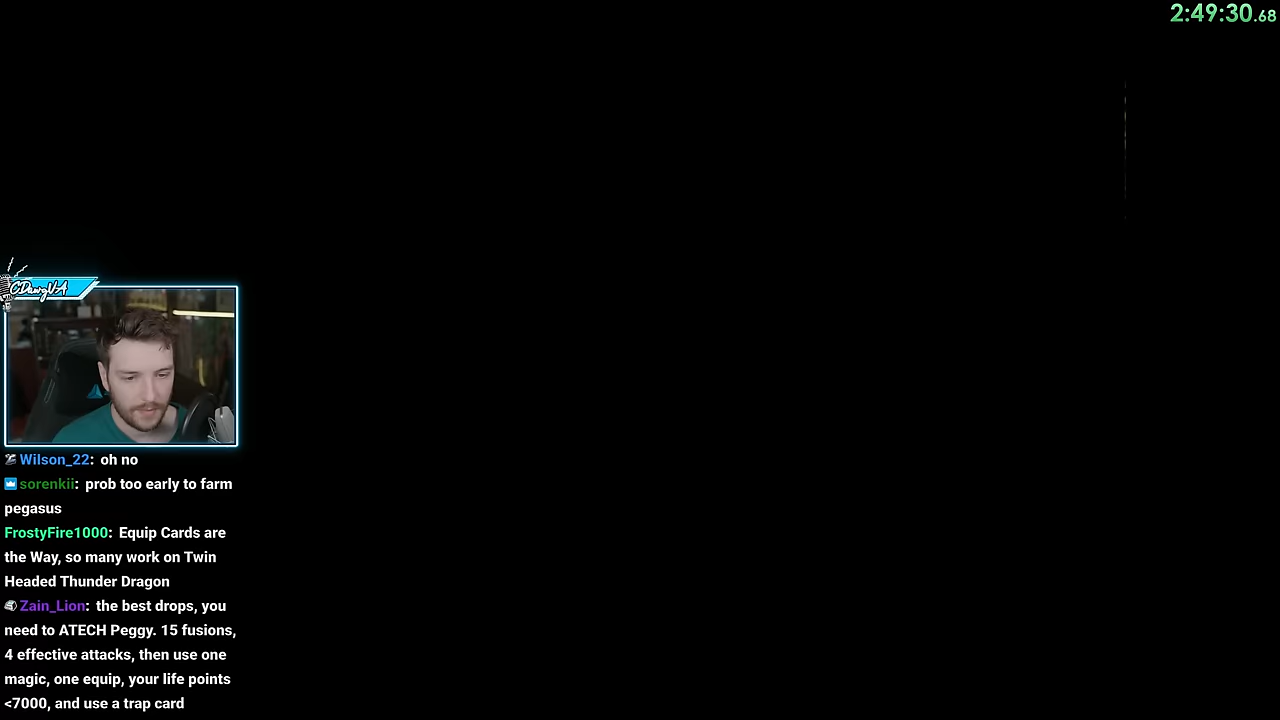 2:49:30.68
CDawgVA
Wilson_22: oh no
sorenkii: prob too early to farm
pegasus
FrostyFire1000: Equip Cards are
the Way, so many work on Twin
Headed Thunder Dragon
Zain_Lion: the best drops, you
need to ATECH Peggy. 15 fusions,
4 effective attacks, then use one
magic, one equip, your life points
<7000, and use a trap card